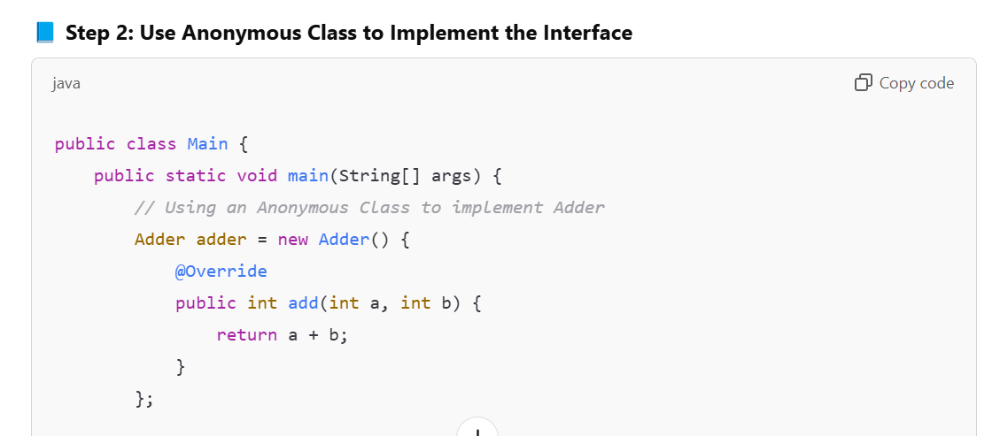 Step 2: Use Anonymous Class to Implement the Interface
java
Copy code
public class Main {
    public static void main(String[] args) {
        // Using an Anonymous Class to implement Adder
        Adder adder = new Adder() {
            @Override
            public int add(int a, int b) {
                return a + b;
            }
        };